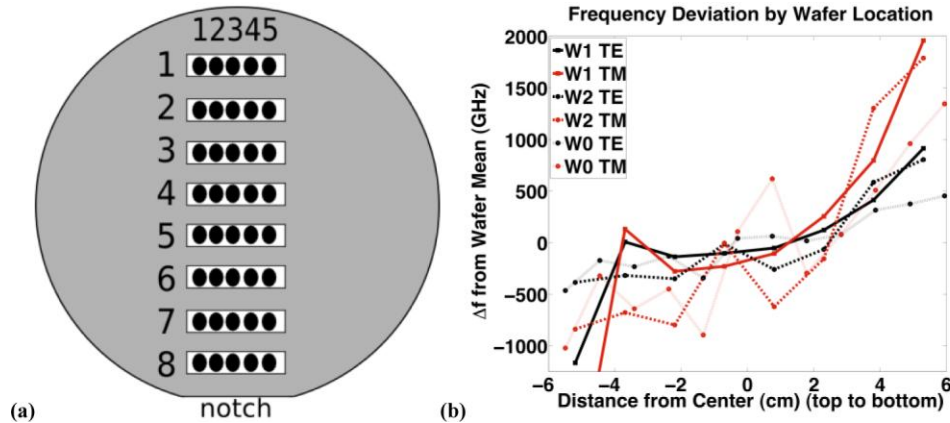 12345
1
2
3
4
5
6
7
8
notch
(a)
Frequency Deviation by Wafer Location
W1 TE
W1 TM
W2 TE
W2 TM
W0 TE
W0 TM
Δf from Wafer Mean (GHz)
2000
1500
1000
500
0
−500
−1000
−6
−4
−2
0
2
4
6
Distance from Center (cm) (top to bottom)
(b)